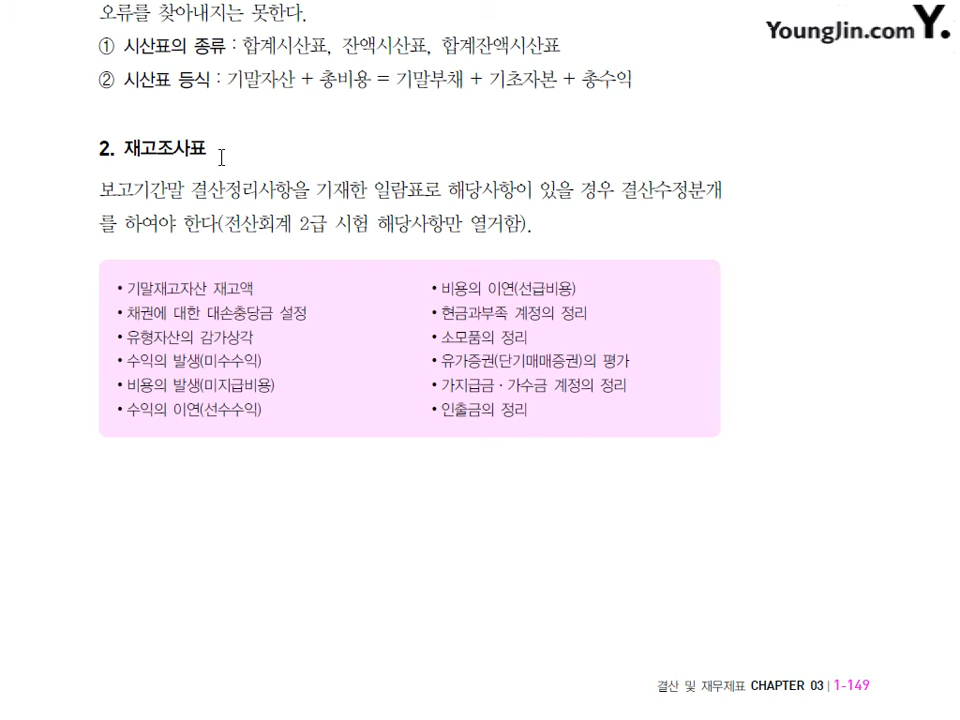 오류를 찾아내지는 못한다.
YoungJin.com Y.
① 시산표의 종류 : 합계시산표, 잔액시산표, 합계잔액시산표
② 시산표 등식 : 기말자산 + 총비용 = 기말부채 + 기초자본 + 총수익
2. 재고조사표
보고기간말 결산정리사항을 기재한 일람표로 해당사항이 있을 경우 결산수정분개
를 하여야 한다(전산회계 2급 시험 해당사항만 열거함).
• 기말재고자산 재고액
• 채권에 대한 대손충당금 설정
• 유형자산의 감가상각
• 수익의 발생(미수수익)
• 비용의 발생(미지급비용)
• 수익의 이연(선수수익)
• 비용의 이연(선급비용)
• 현금과부족 계정의 정리
• 소모품의 정리
• 유가증권(단기매매증권)의 평가
• 가지급금 · 가수금 계정의 정리
• 인출금의 정리
결산 및 재무제표 CHAPTER 03 | 1-149